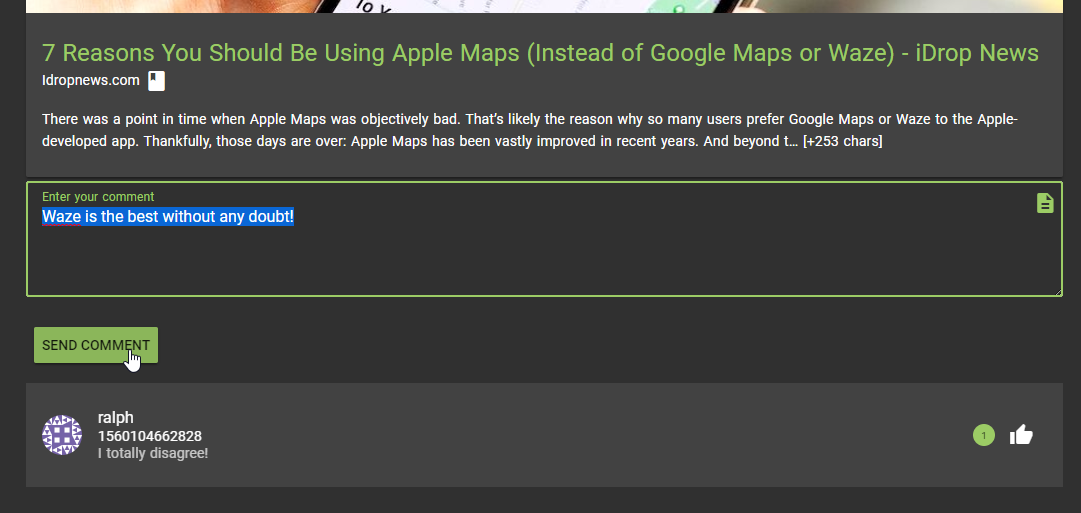 To Y
7 Reasons You Should Be Using Apple Maps (Instead of Google Maps or Waze) - iDrop News
Idropnews.com
There was a point in time when Apple Maps was objectively bad. That’s likely the reason why so many users prefer Google Maps or Waze to the Apple-
developed app. Thankfully, those days are over: Apple Maps has been vastly improved in recent years. And beyond t… [+253 chars]
Enter your comment
Waze is the best without any doubt!
SEND COMMENT
ralph
1560104662828
I totally disagree!
1